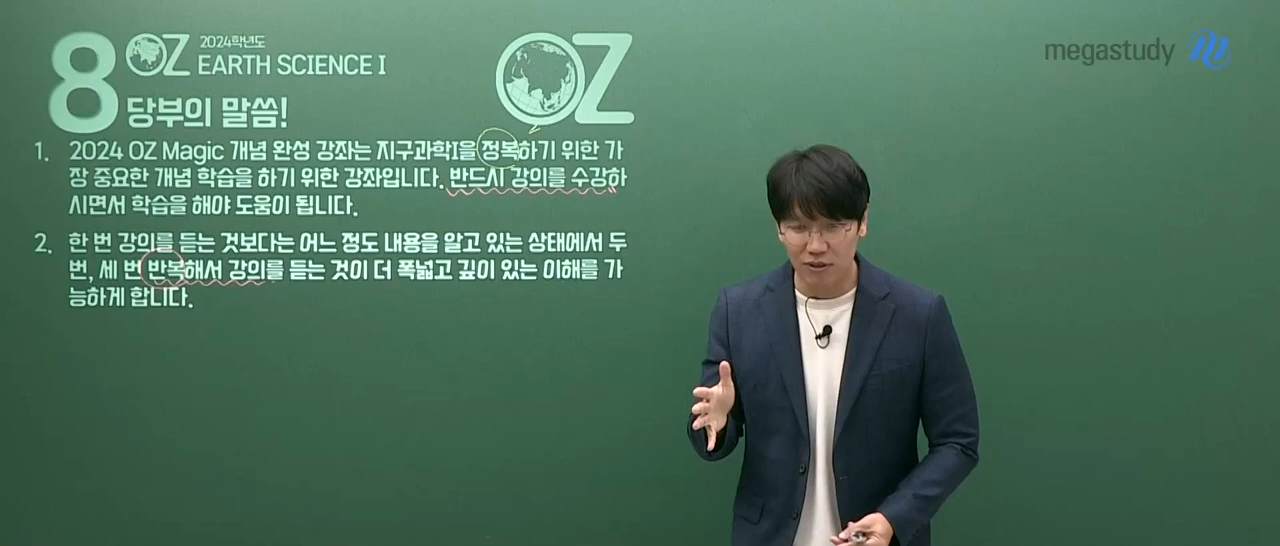 8
OZ
2024학년도
EARTH SCIENCE I
당부의 말씀!
OZ
megastudy
1. 2024 OZ Magic 개념 완성 강좌는 지구과학I을 정복하기 위한 가
장 중요한 개념 학습을 하기 위한 강좌입니다. 반드시 강의를 수강하
시면서 학습을 해야 도움이 됩니다.
2. 한 번 강의를 듣는 것보다는 어느 정도 내용을 알고 있는 상태에서 두
번, 세 번 반복해서 강의를 듣는 것이 더 폭넓고 깊이 있는 이해를 가
능하게 합니다.